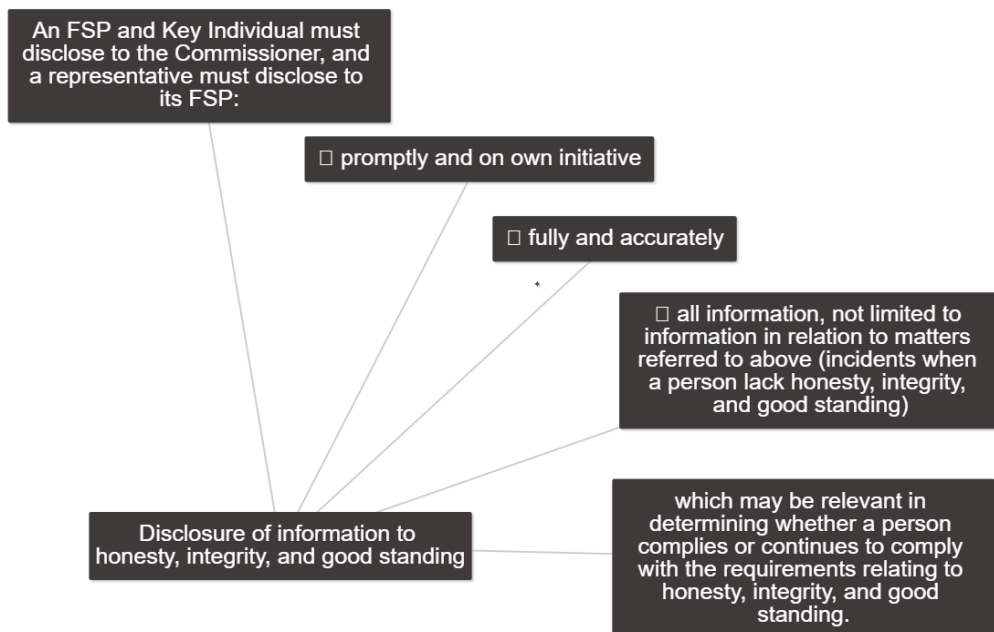 An FSP and Key Individual must
disclose to the Commissioner, and
a representative must disclose to
its FSP:
▯ promptly and on own initiative
▯ fully and accurately
▯ all information, not limited to
information in relation to matters
referred to above (incidents when
a person lack honesty, integrity,
and good standing)
which may be relevant in
determining whether a person
complies or continues to comply
with the requirements relating to
honesty, integrity, and good
standing.
Disclosure of information to
honesty, integrity, and good standing